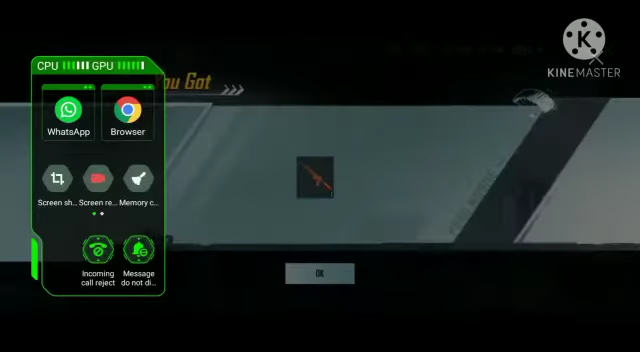 CPU GPU
You Got
K
KINEMASTER
WhatsApp
Browser
Screen sh...
Screen re...
Memory c...
Incoming
call reject
Message
do not di...
OK